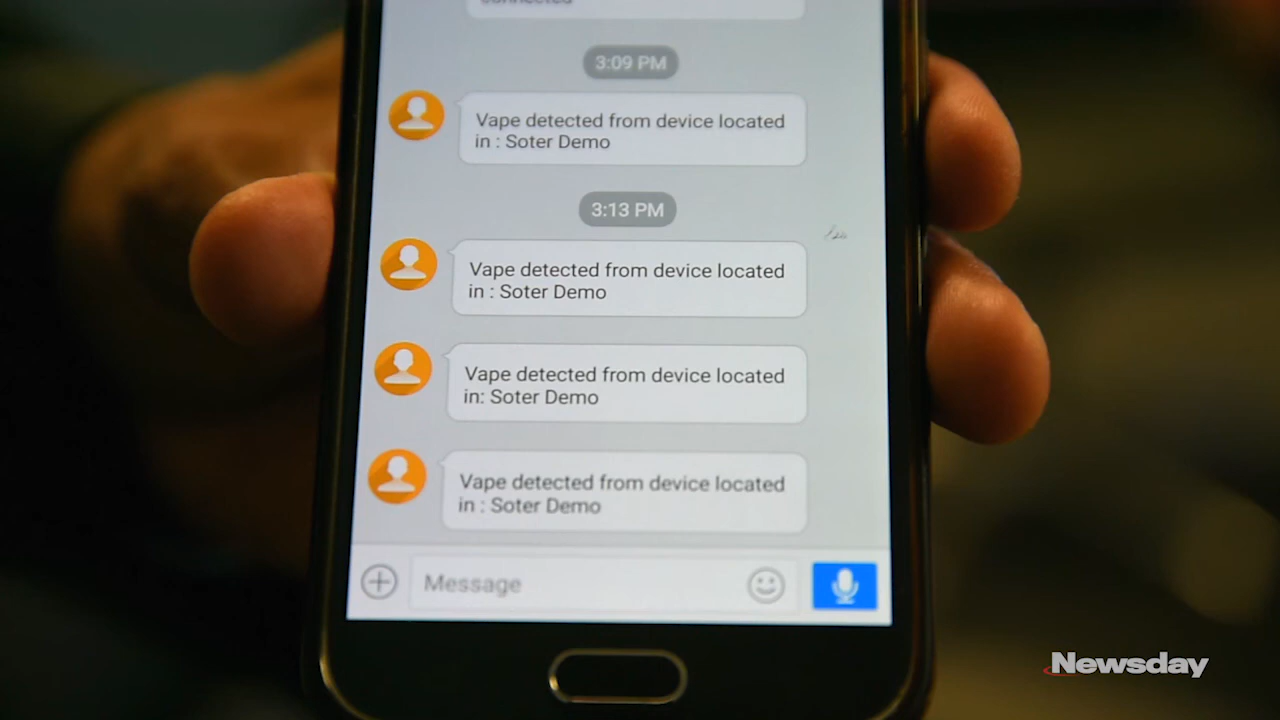 connected
3:09 PM
Vape detected from device located
in : Soter Demo
3:13 PM
Vape detected from device located
in : Soter Demo
Vape detected from device located
in: Soter Demo
Vape detected from device located
in : Soter Demo
Message
Newsday